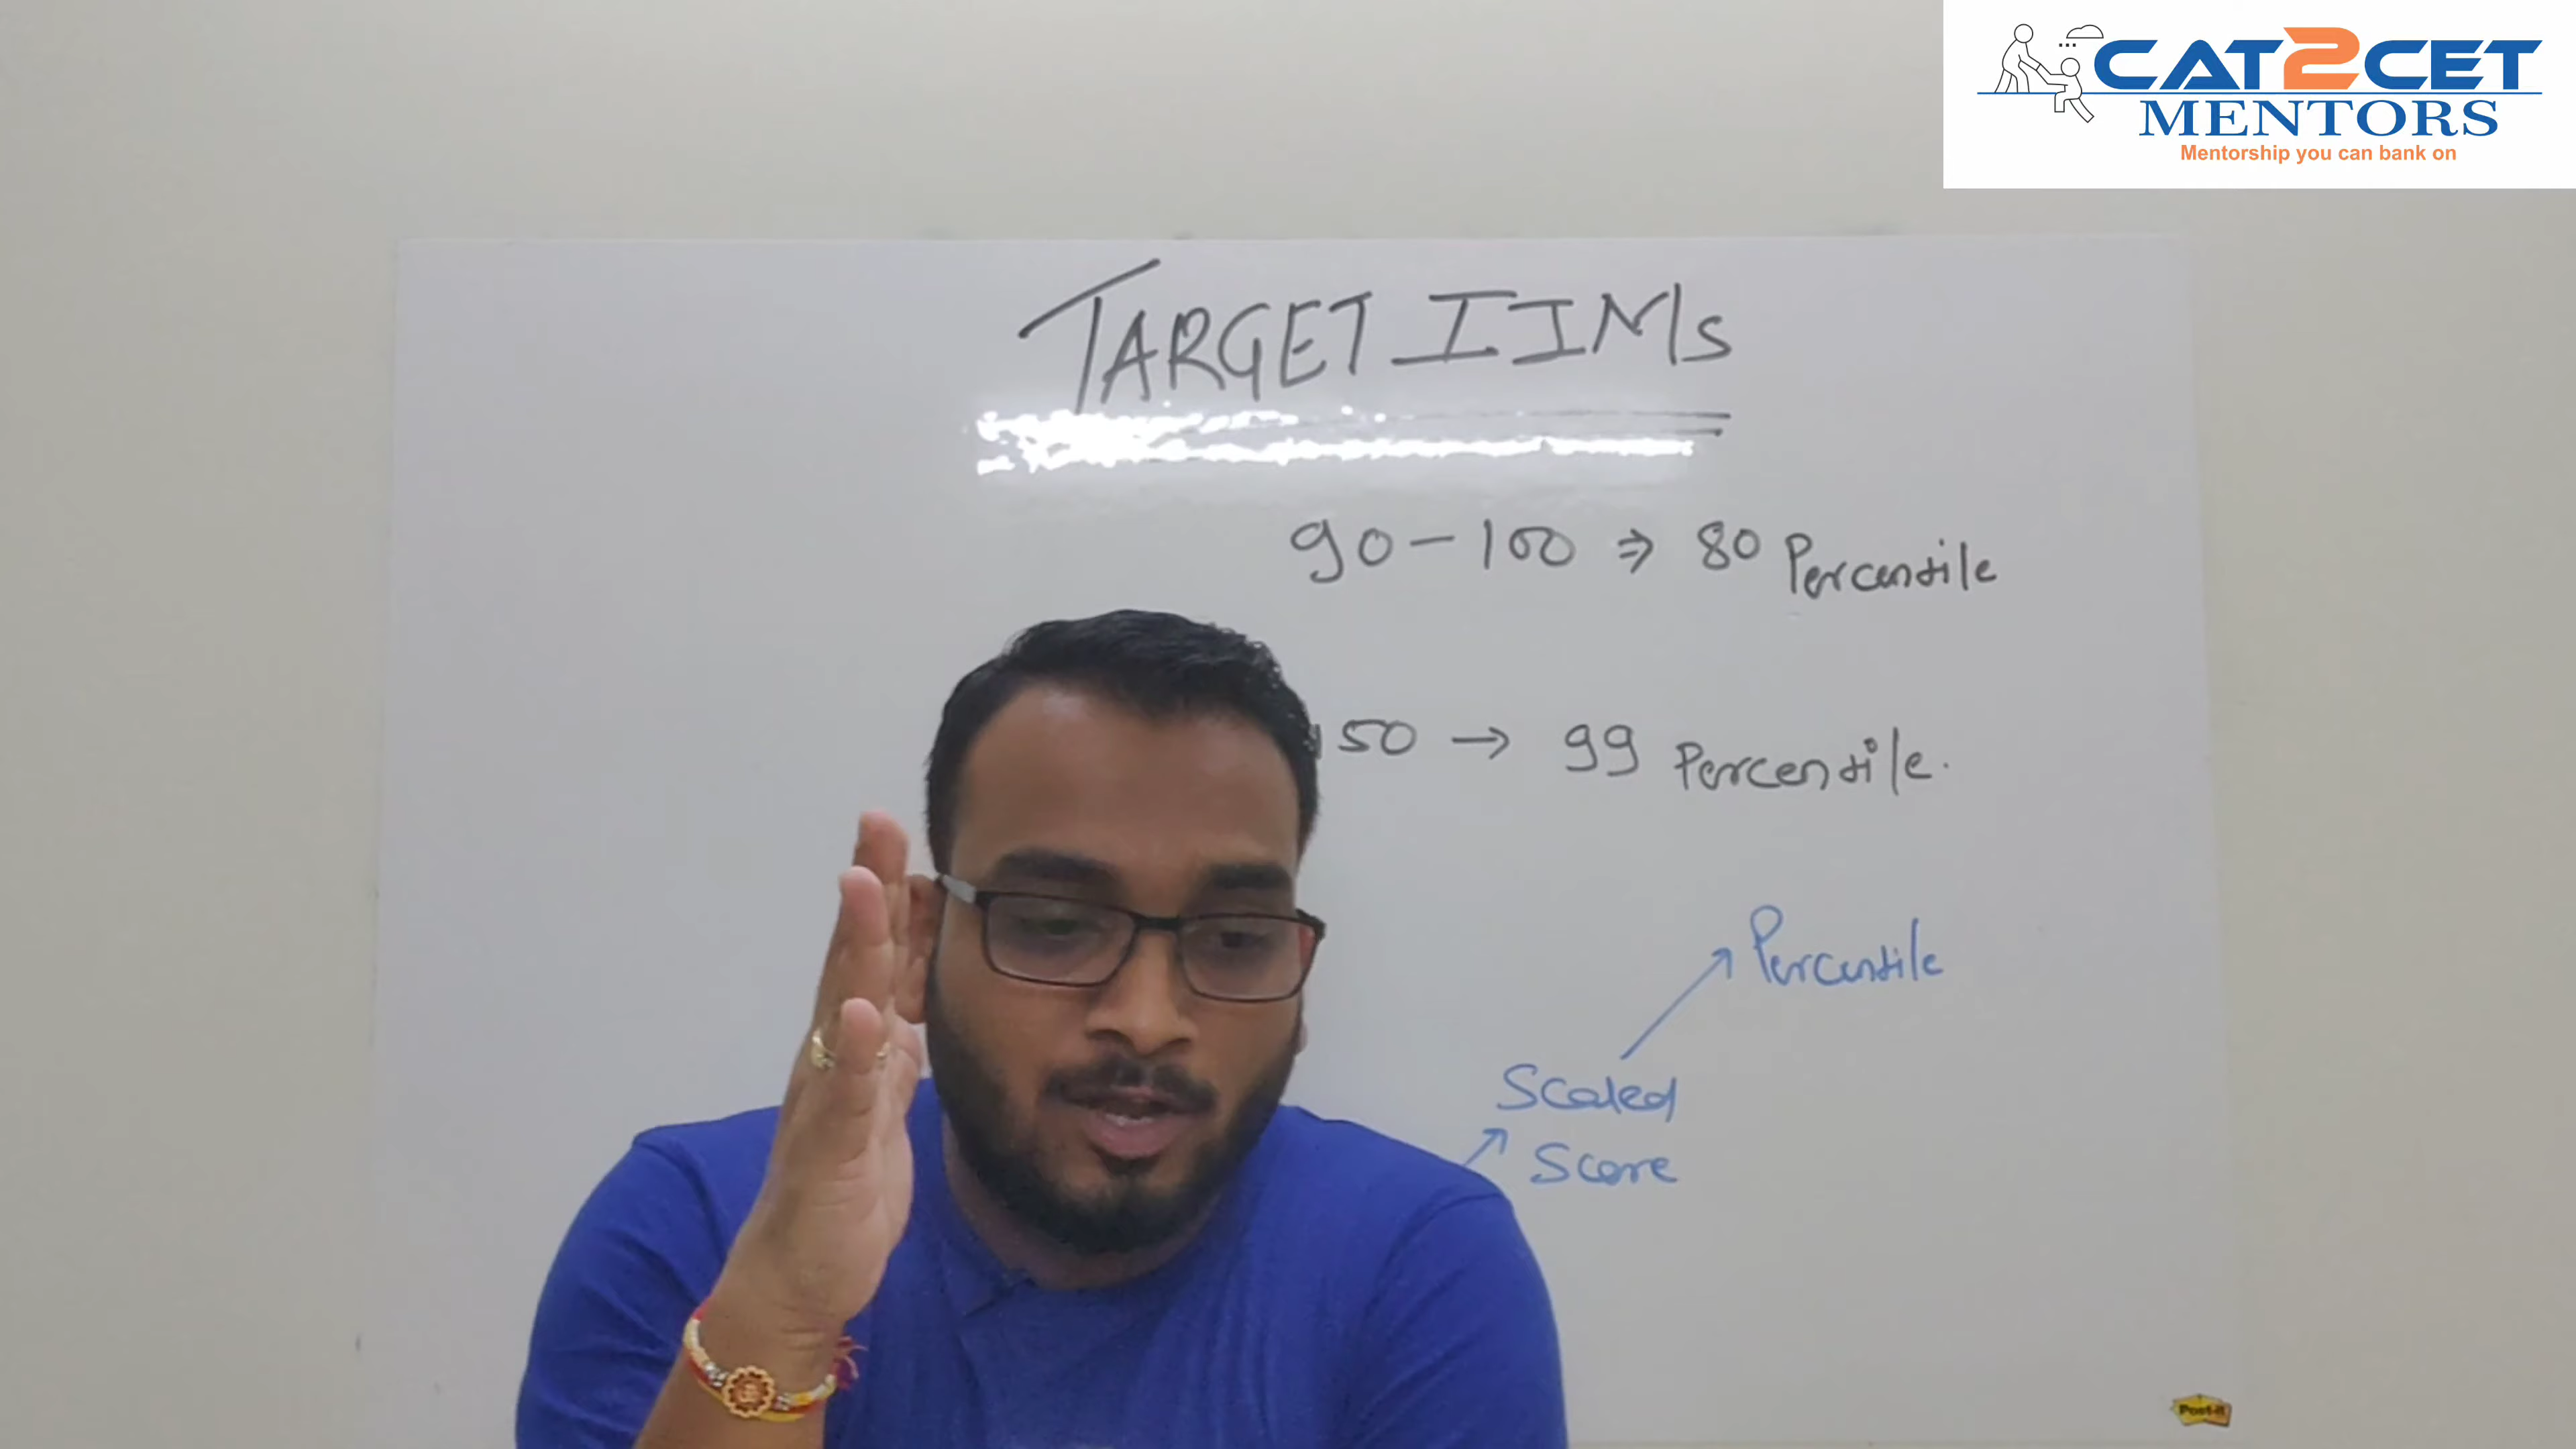 CAT2CET
MENTORS
Mentorship you can bank on
TARGET IIMs
90-100 ⇒ 80 Percentile
150 → 99 Percentile.
Percentile
Scaled
Score
Post-it